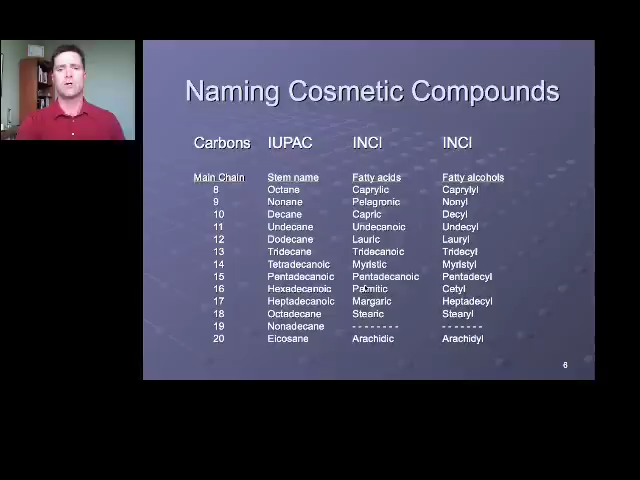 Naming Cosmetic Compounds
Carbons IUPAC INCI INCI
Main Chain Stem name Fatty acids Fatty alcohols
8 Octane Caprylic Caprylyl
9 Nonane Pelagronic Nonyl
10 Decane Capric Decyl
11 Undecane Undecanoic Undecyl
12 Dodecane Lauric Lauryl
13 Tridecane Tridecanoic Tridecyl
14 Tetradecanoic Myristic Myristyl
15 Pentadecanoic Pentadecanoic Pentadecyl
16 Hexadecanoic Palmitic Cetyl
17 Heptadecanoic Margaric Heptadecyl
18 Octadecane Stearic Stearyl
19 Nonadecane - - - - - - - - - - - - - - -
20 Eicosane Arachidic Arachidyl
6